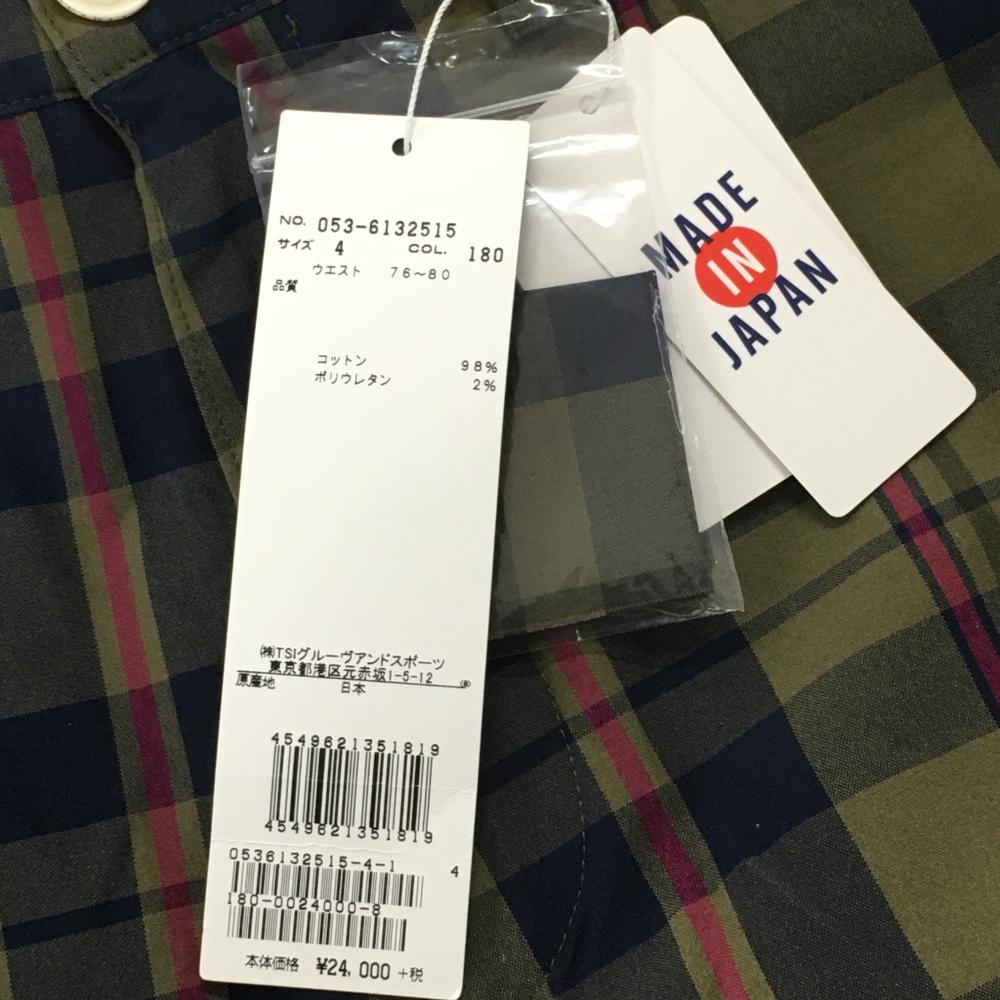 NO. 053-6132515
サイズ 4 COL. 180
ウエスト 76～80
品質
コットン 98%
ポリウレタン 2%
㈱TSIグルーヴアンドスポーツ
東京都港区元赤坂1-5-12
原産地 日本
4549621351819
4549621351819
0536132515-4-1
4
180-0024000-8
本体価格 ¥24,000 +税
MADE
IN
JAPAN